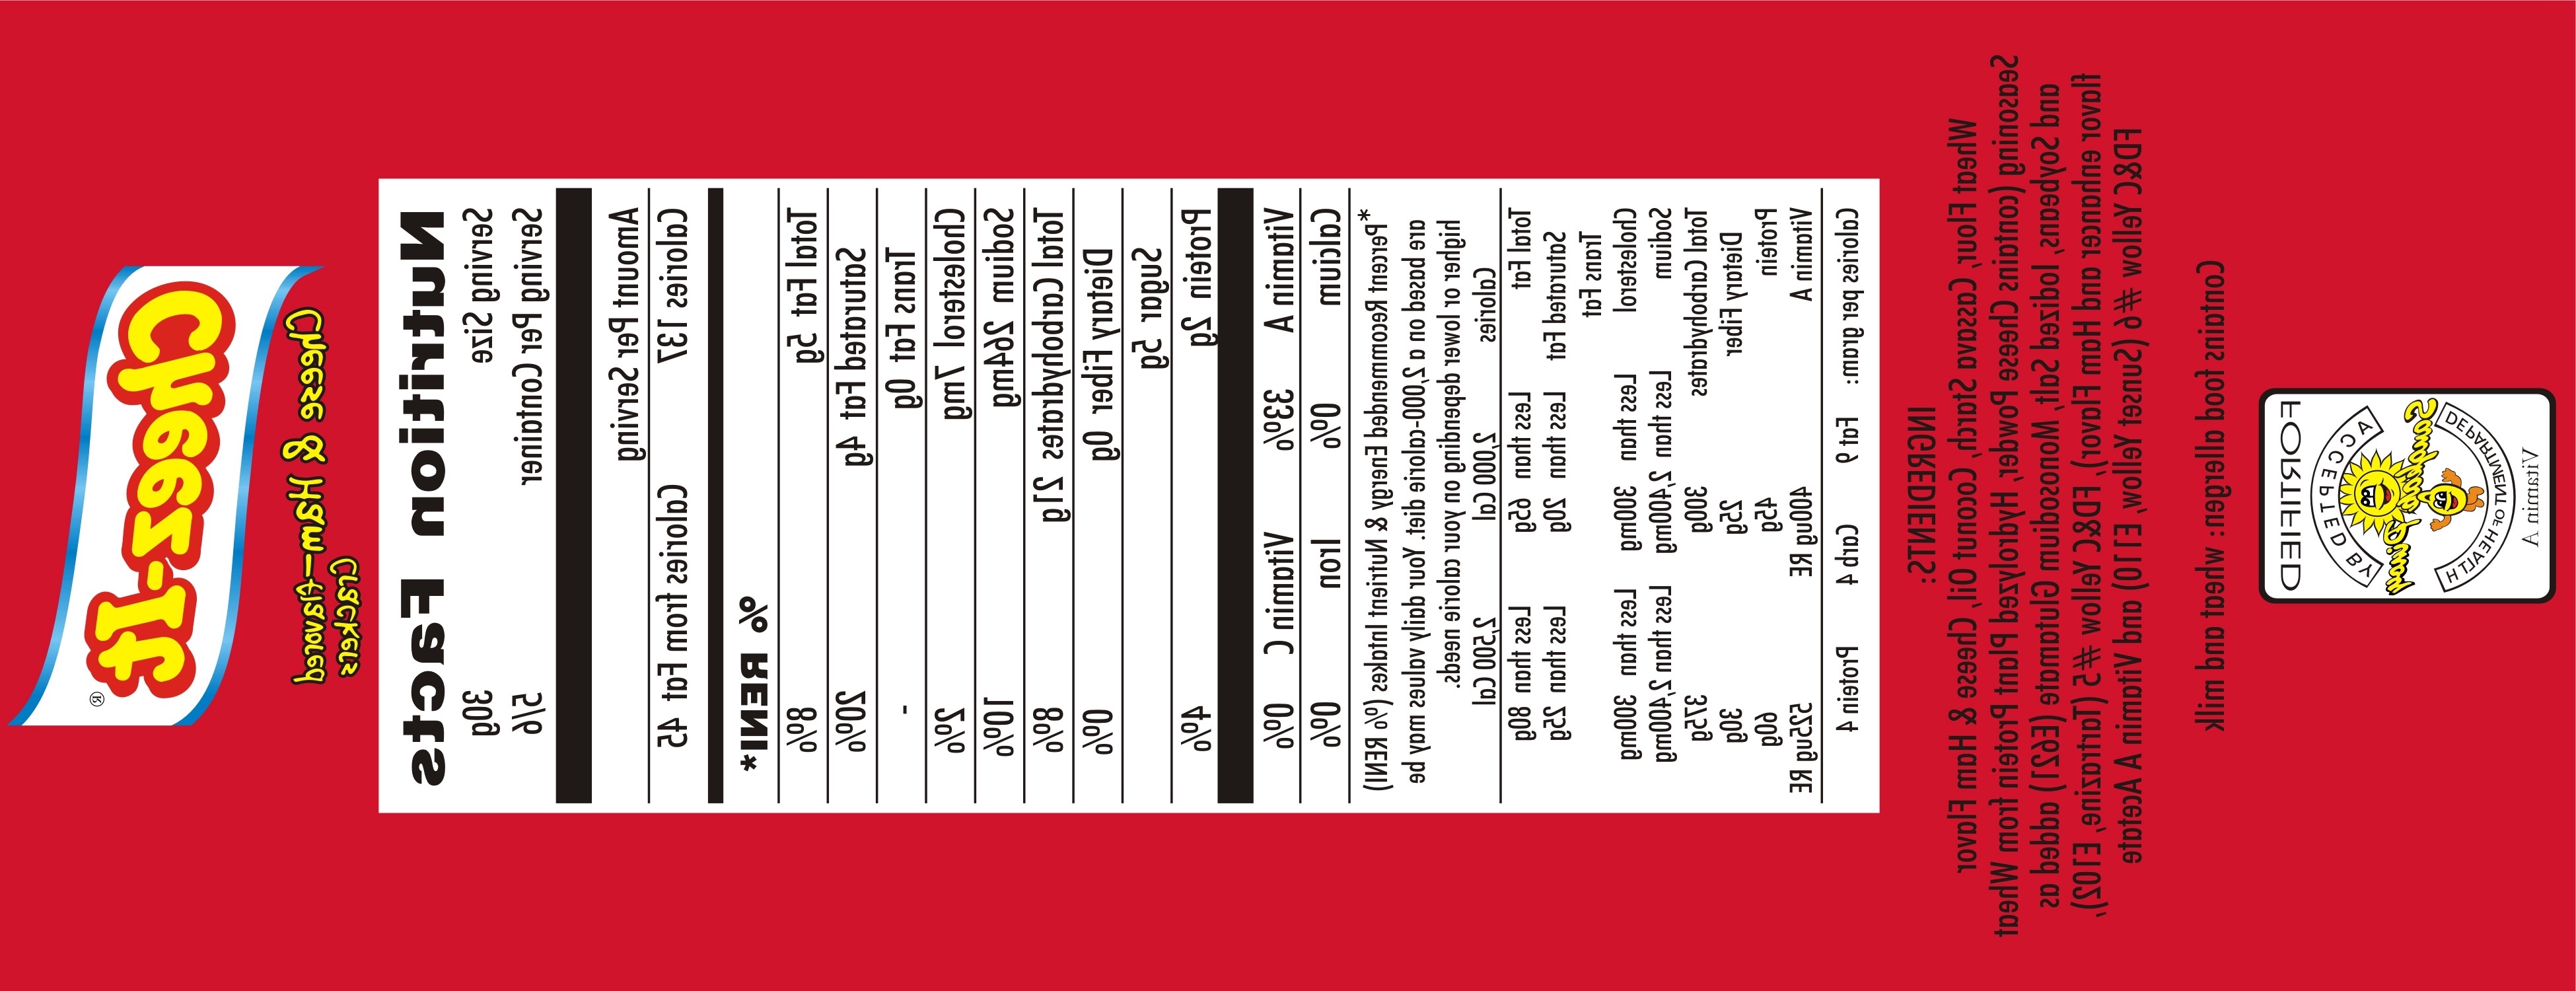 Cheez-It®
Cheese & Ham-flavored
Crackers
Nutrition Facts
Serving Size 30g
Serving Per Container 5/6
Amount Per Serving
Calories 137 Calories from Fat 45
% RENI*
Total Fat 5g 8%
Saturated Fat 4g 20%
Trans Fat 0g -
Cholesterol 7mg 2%
Sodium 245mg 10%
Total Carbohydrates 21g 8%
Dietary Fiber 0g 0%
Sugar 5g
Protein 2g 4%
Vitamin A 33% Vitamin C 0%
Calcium 0% Iron 0%
*Percent Recommended Energy & Nutrient Intakes (% RENI)
are based on a 2,000-calorie diet. Your daily values may be
higher or lower depending on your calorie needs.
Calories 2,000 cal 2,500 cal
Total Fat Less than 65g Less than 80g
Saturated Fat Less than 20g Less than 25g
Trans Fat
Cholesterol Less than 300mg Less than 300mg
Sodium Less than 2,400mg Less than 2,400mg
Total Carbohydrates 300g 375g
Dietary Fiber 25g 30g
Protein 45g 60g
Vitamin A 400µg RE 525µg RE
Calories per gram: Fat 9 Carb 4 Protein 4
INGREDIENTS:
Wheat Flour, Cassava Starch, Coconut Oil, Cheese & Ham Flavor
Seasoning (contains Cheese Powder, Hydrolyzed Plant Protein from Wheat
and Soybeans, Iodized Salt, Monosodium Glutamate (E621) added as
flavor enhancer and Ham Flavor), FD&C Yellow # 5 (Tartrazine, E102),
FD&C Yellow # 6 (Sunset Yellow, E110) and Vitamin A Acetate
Contains food allergen: wheat and milk
Vitamin A
DEPARTMENT OF HEALTH
Sangkap Pinoy
ACCEPTED BY
FORTIFIED